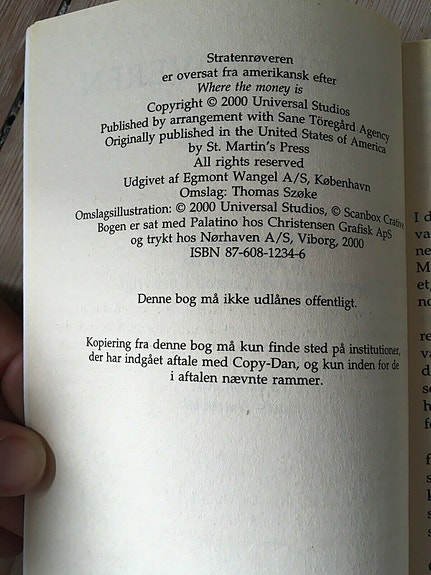 Stratenrøveren
er oversat fra amerikansk efter
Where the money is
Copyright © 2000 Universal Studios
Published by arrangement with Sane Töregård Agency
Originally published in the United States of America
by St. Martin's Press
All rights reserved
Udgivet af Egmont Wangel A/S, København
Omslag: Thomas Szøke
Omslagsillustration: © 2000 Universal Studios, © Scanbox Crative
Bogen er sat med Palatino hos Christensen Grafisk ApS
og trykt hos Nørhaven A/S, Viborg, 2000
ISBN 87-608-1234-6
Denne bog må ikke udlånes offentligt.
Kopiering fra denne bog må kun finde sted på institutioner,
der har indgået aftale med Copy-Dan, og kun inden for de
i aftalen nævnte rammer.